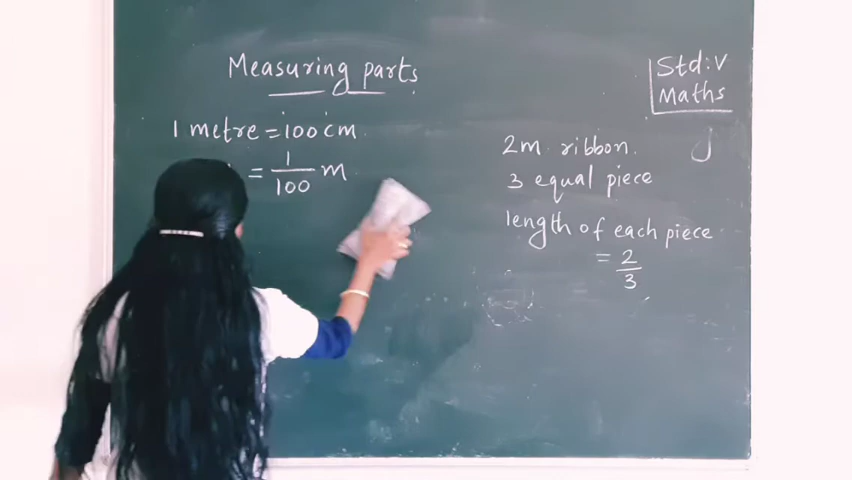 Measuring parts
Std: V
Maths
1 metre = 100 cm
= 1/100 m
2m ribbon.
3 equal piece
length of each piece
= 2/3